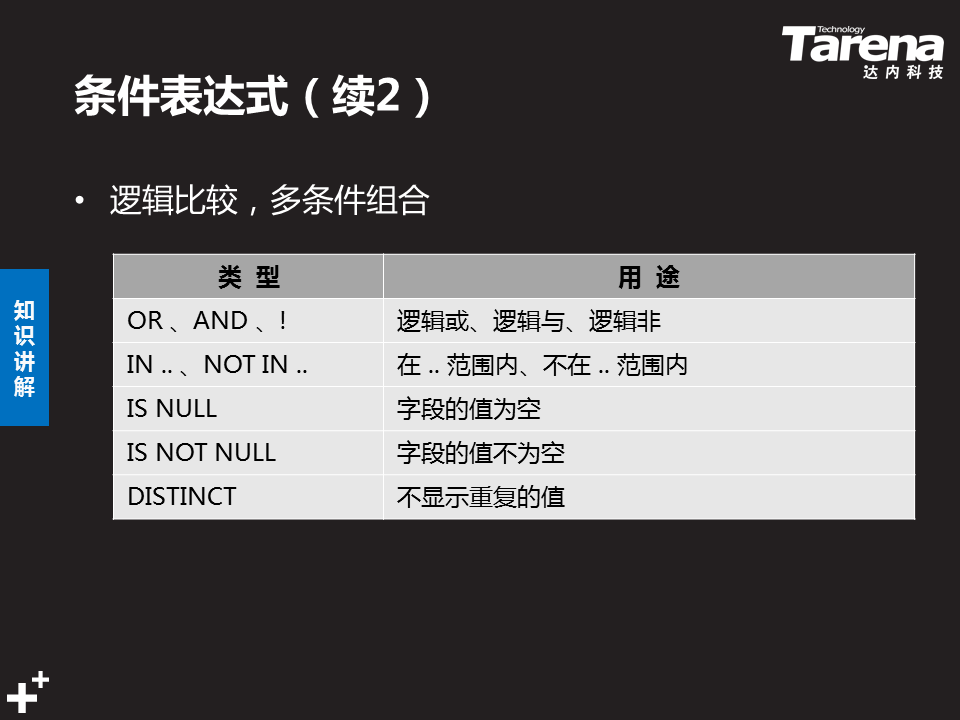 Technology
Tarena
达内科技
条件表达式（续2）
• 逻辑比较，多条件组合
类 型 用 途
OR 、AND 、! 逻辑或、逻辑与、逻辑非
IN .. 、NOT IN .. 在 .. 范围内、不在 .. 范围内
IS NULL 字段的值为空
IS NOT NULL 字段的值不为空
DISTINCT 不显示重复的值
知
识
讲
解